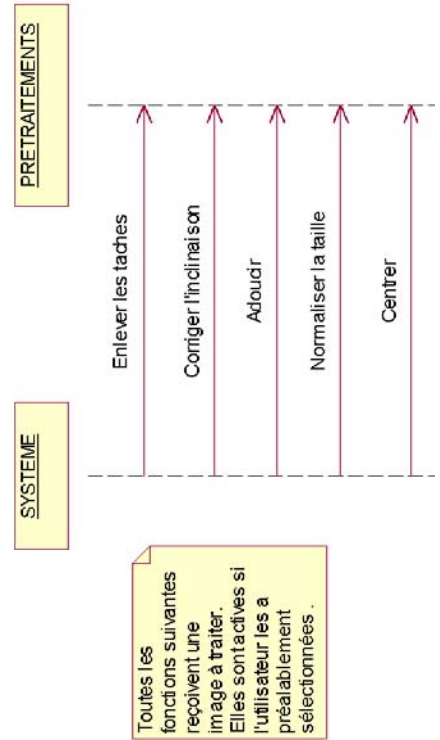 SYSTEME
PRETRAITEMENTS
Toutes les
fonctions suivantes
reçoivent une
image à traiter.
Elles sont actives si
l'utilisateur les a
préalablement
sélectionnées .
Enlever les taches
Corriger l'inclinaison
Adoucir
Normaliser la taille
Centrer